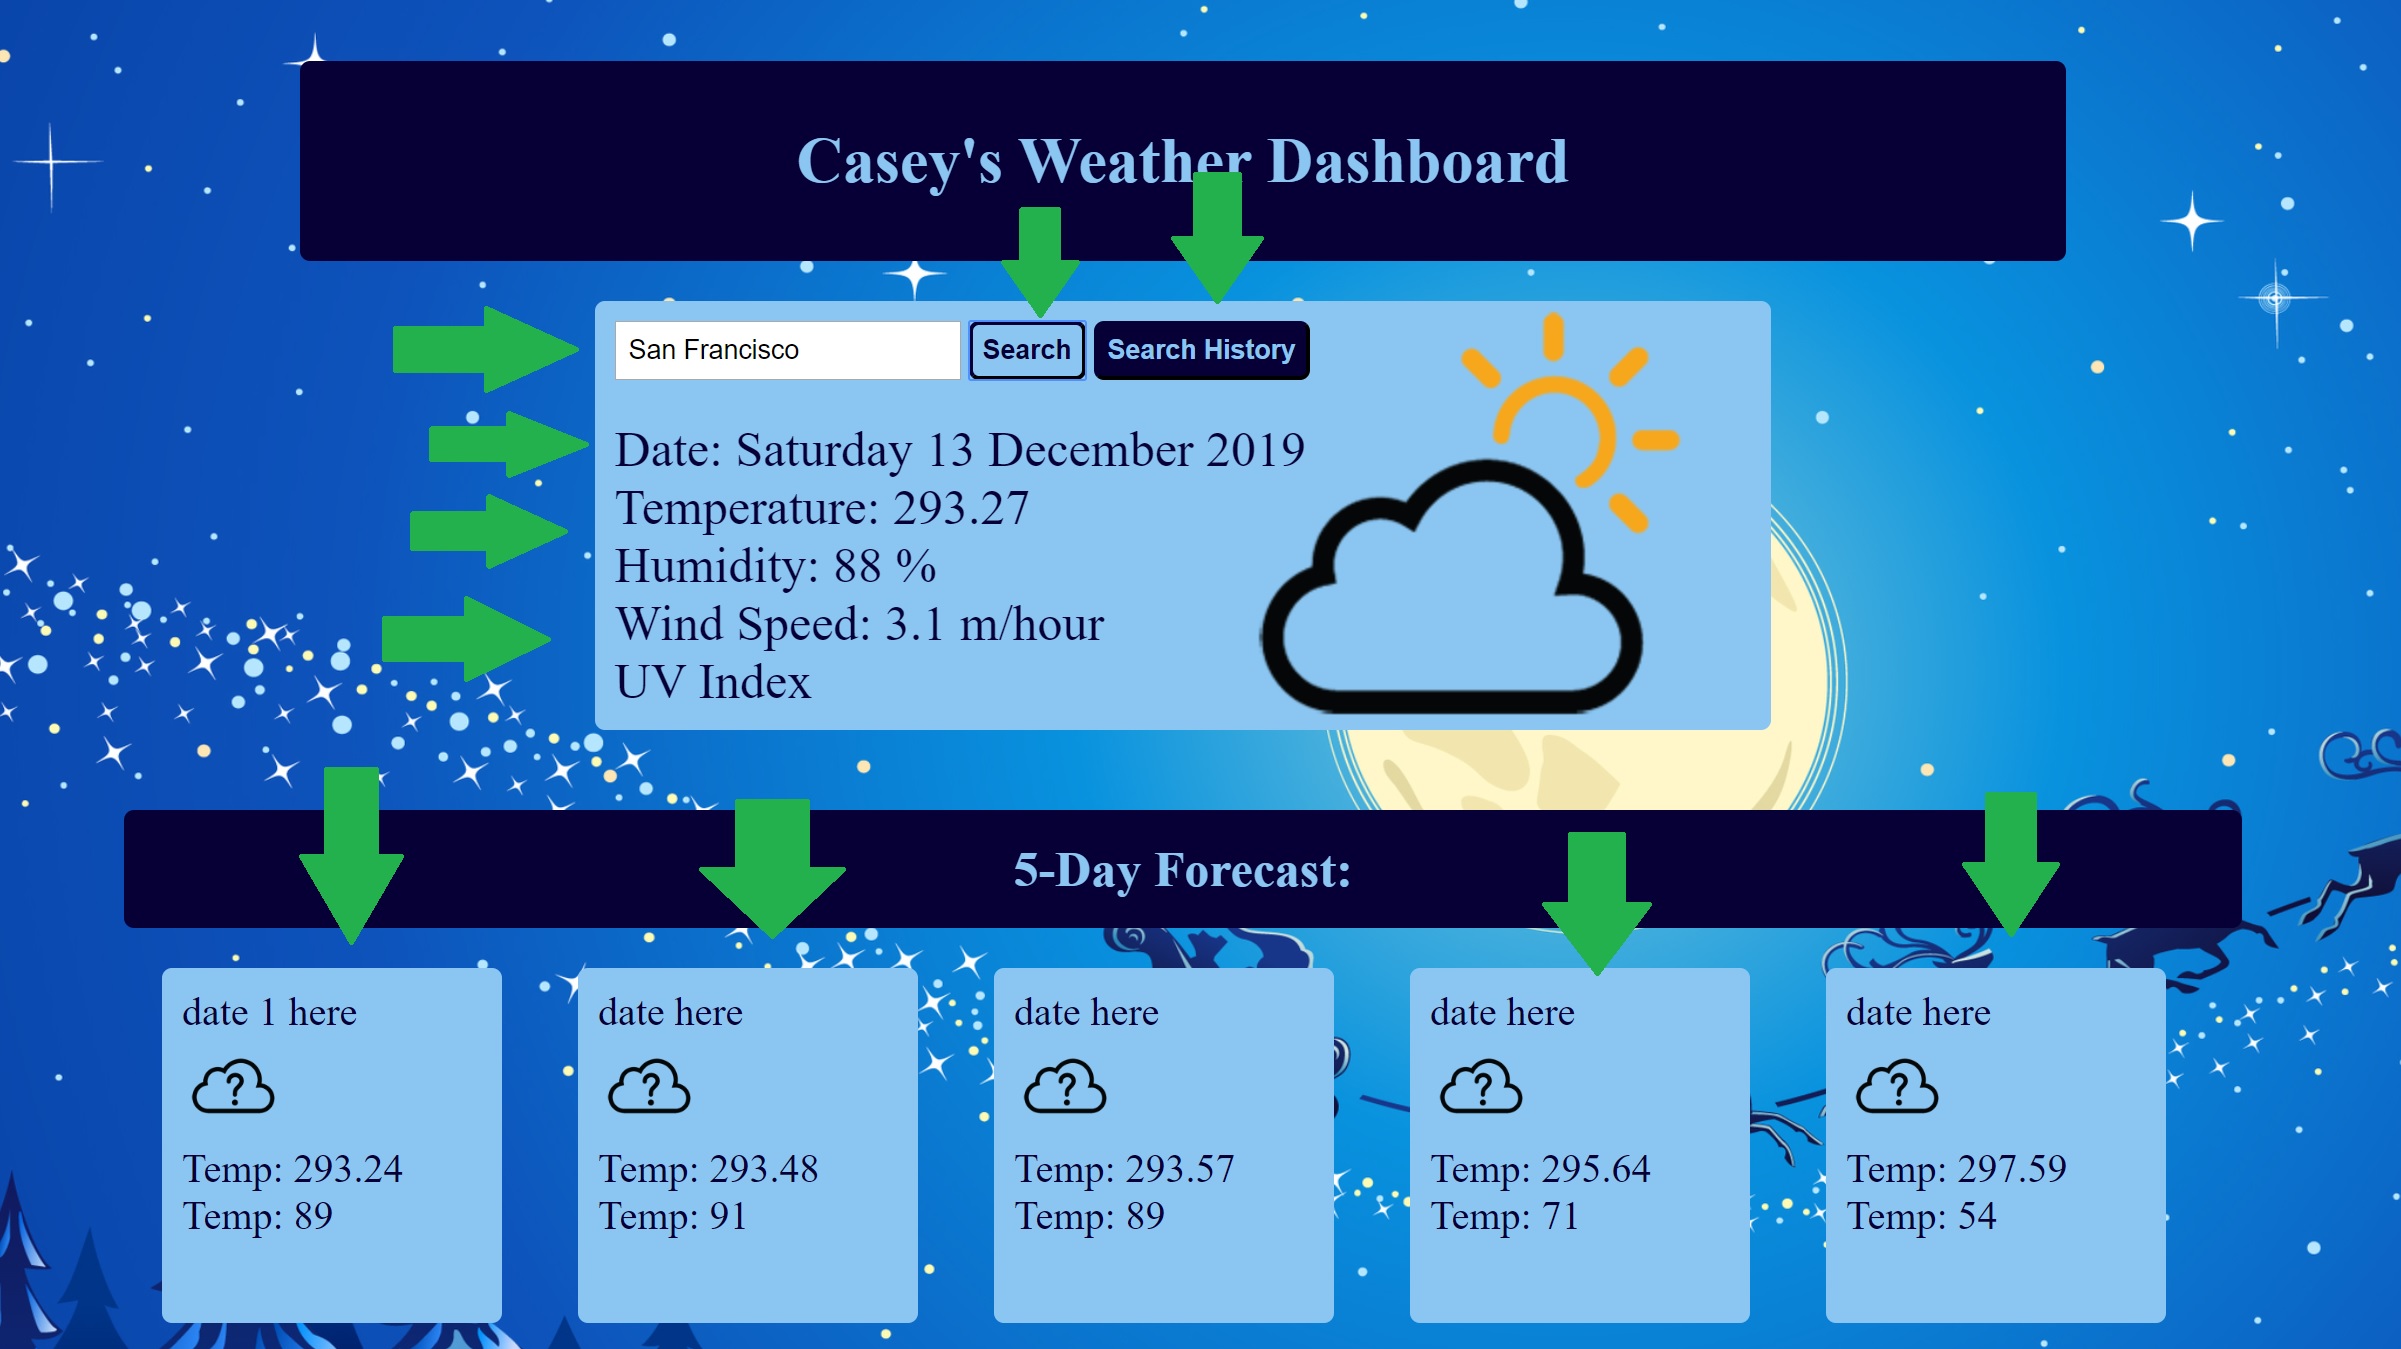 Casey's Weather Dashboard
San Francisco Search Search History
Date: Saturday 13 December 2019
Temperature: 293.27
Humidity: 88 %
Wind Speed: 3.1 m/hour
UV Index
5-Day Forecast:
date 1 here
?
Temp: 293.24
Temp: 89
date here
?
Temp: 293.48
Temp: 91
date here
?
Temp: 293.57
Temp: 89
date here
?
Temp: 295.64
Temp: 71
date here
?
Temp: 297.59
Temp: 54